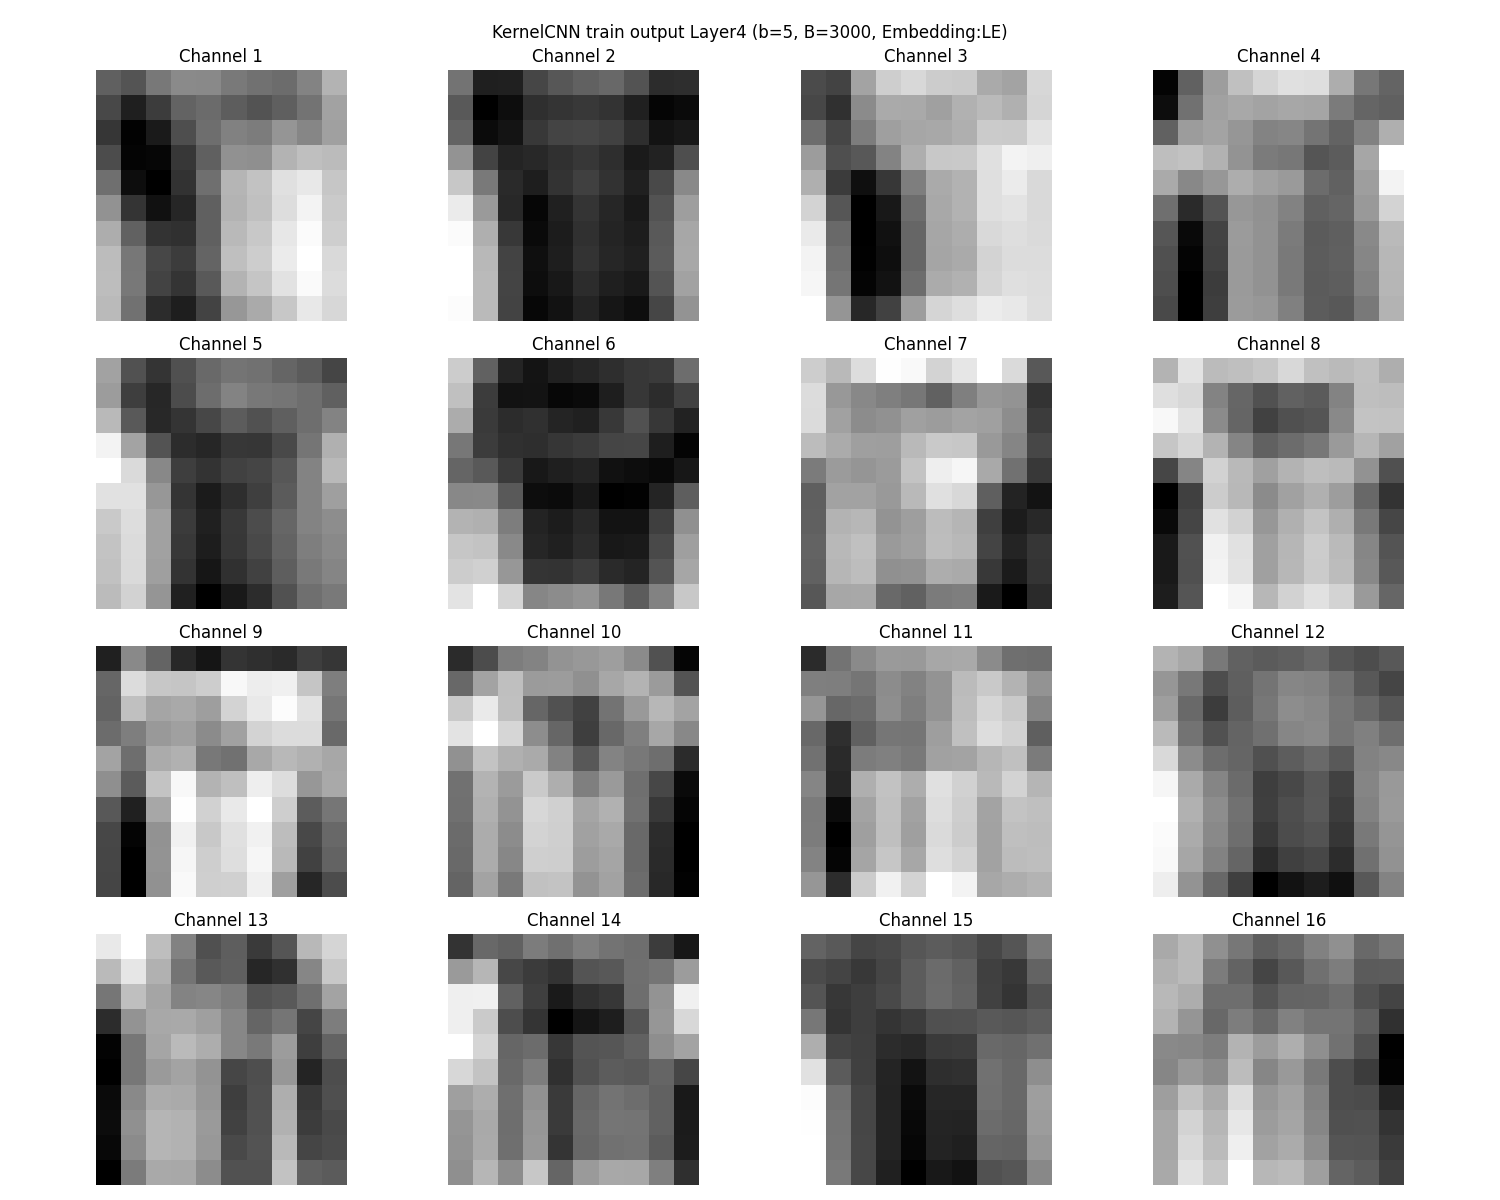 KernelCNN train output Layer4 (b=5, B=3000, Embedding:LE)
Channel 1 Channel 2 Channel 3 Channel 4
Channel 5 Channel 6 Channel 7 Channel 8
Channel 9 Channel 10 Channel 11 Channel 12
Channel 13 Channel 14 Channel 15 Channel 16